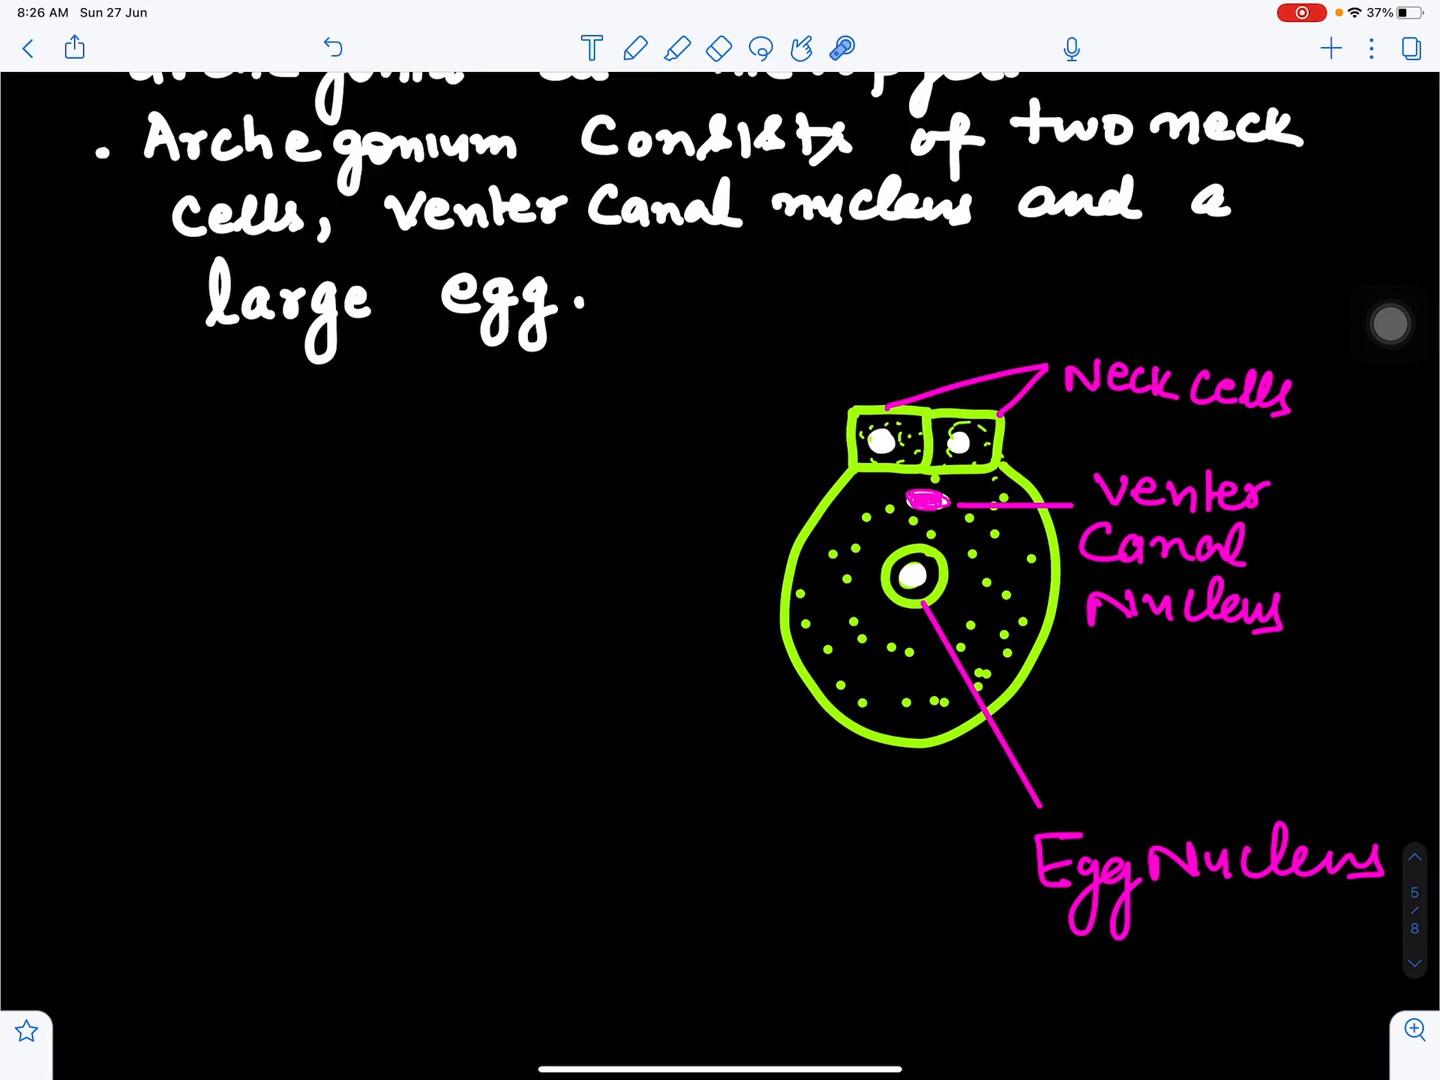 8:26 AM Sun 27 Jun
37%
. Archegonium Consists of two neck
cells, venter Canal nucleus and a
large egg.
Neck cells
Venter
Canal
Nucleus
Egg Nucleus
5
/
8